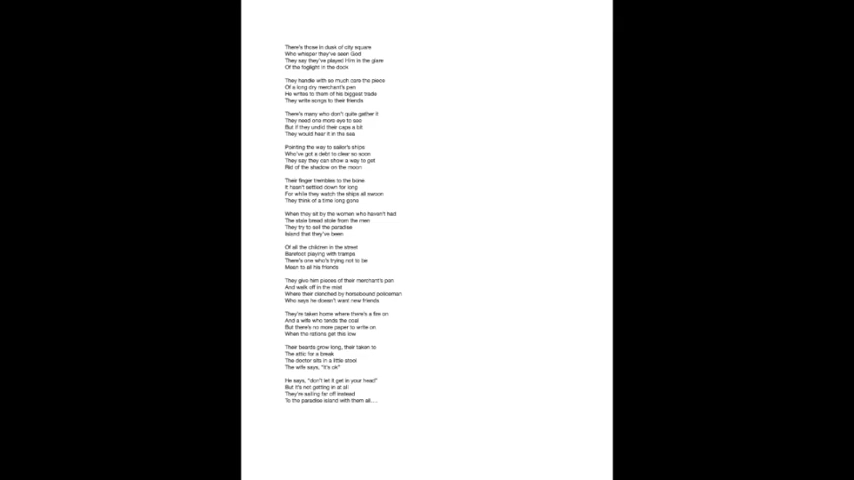 There's those in dusk of city square
Who whisper they've seen God
They say they've played Him in the glare
Of the foglight in the dock
They handle with so much care the piece
Of a long dry merchant's pen
He writes to them of his biggest trade
They write songs to their friends
There's many who don't quite gather it
They need one more eye to see
But if they undid their caps a bit
They would hear it in the sea
Pointing the way to sailor's ships
Who've got a debt to clear so soon
They say they can show a way to get
Rid of the shadow on the moon.
Their finger trembles to the bone
It hasn't settled down for long
For while they watch the ships all swoon
They think of a time long gone
When they sit by the women who haven't had
The stale bread stole from the men
They try to sell the paradise
Island that they've been
Of all the children in the street
Barefoot playing with tramps
There's one who's trying not to be
Mean to all his friends
They give him pieces of their merchant's pen
And walk off in the mist
Where their clenched by horsebound policeman
Who says he doesn't want new friends
They're taken home where there's a fire on
And a wife who tends the coal
But there's no more paper to write on
When the rations get this low
Their beards grow long, their taken to
The attic for a break
The doctor sits in a little stool
The wife says, "it's ok"
He says, "don't let it get in your head"
But it's not getting in at all
They're sailing far off instead
To the paradise island with them all....